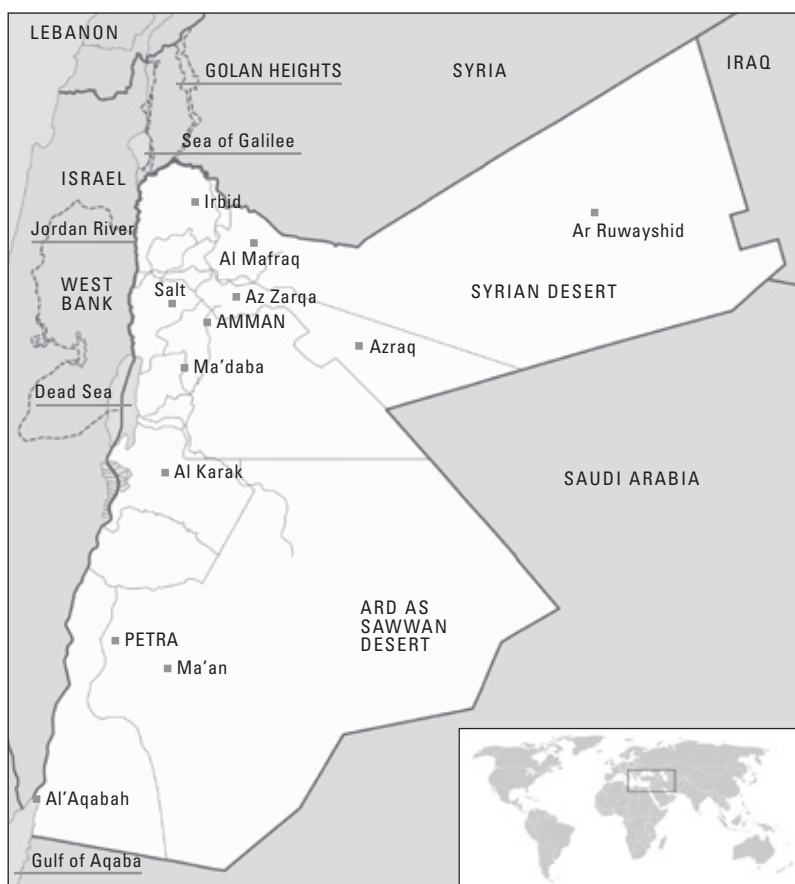 LEBANON
GOLAN HEIGHTS
SYRIA
IRAQ
Sea of Galilee
ISRAEL
Irbid
Jordan River
Ar Ruwayshid
Al Mafraq
WEST
BANK
Salt
Az Zarqa
SYRIAN DESERT
AMMAN
Azraq
Ma'daba
Dead Sea
Al Karak
SAUDI ARABIA
ARD AS
SAWWAN
DESERT
PETRA
Ma'an
Al'Aqabah
Gulf of Aqaba